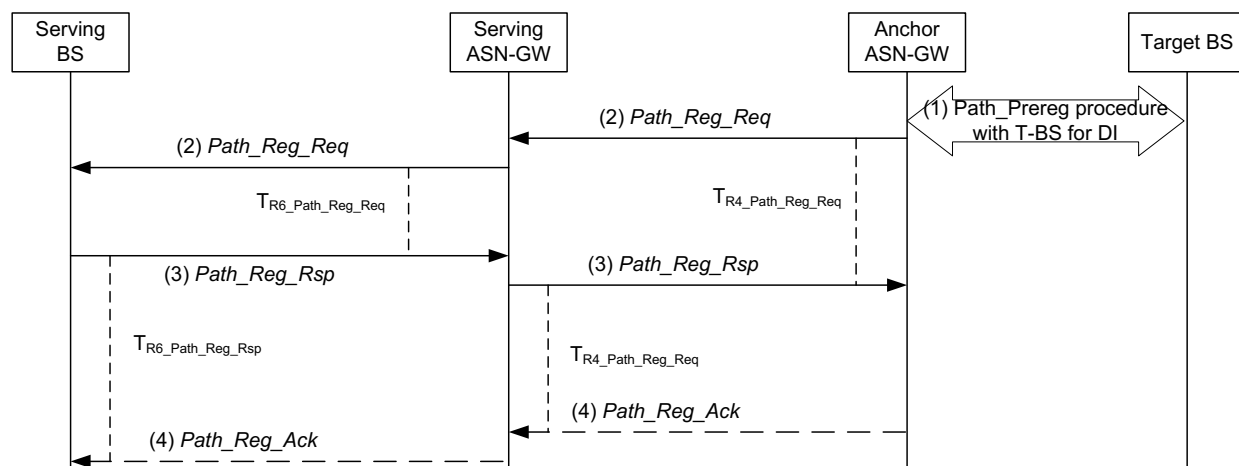 Serving
BS
Serving
ASN-GW
Anchor
ASN-GW
Target BS
(1) Path_Prereg procedure
with T-BS for DI
(2) Path_Reg_Req
(2) Path_Reg_Req
TR6_Path_Reg_Req
TR4_Path_Reg_Req
(3) Path_Reg_Rsp
(3) Path_Reg_Rsp
TR6_Path_Reg_Rsp
TR4_Path_Reg_Req
(4) Path_Reg_Ack
(4) Path_Reg_Ack